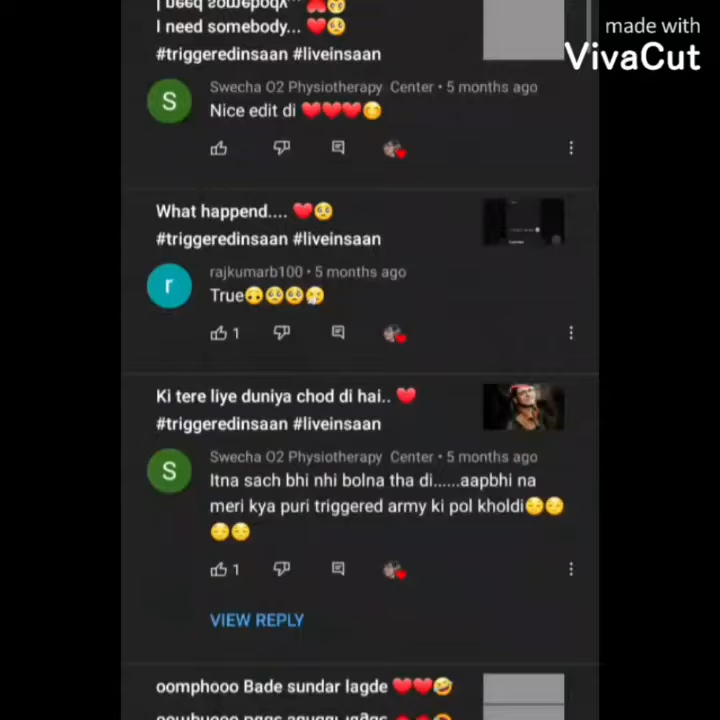 made with
VivaCut
I need somebody... ❤️🥺
#triggeredinsaan #liveinsaan
S
Swecha O2 Physiotherapy Center • 5 months ago
Nice edit di ❤️❤️❤️😊
What happend.... ❤️🥺
#triggeredinsaan #liveinsaan
r
rajkumarb100 • 5 months ago
True🙃🥺🥺🤧
1
Ki tere liye duniya chod di hai.. ❤️
#triggeredinsaan #liveinsaan
S
Swecha O2 Physiotherapy Center • 5 months ago
Itna sach bhi nhi bolna tha di......aapbhi na
meri kya puri triggered army ki pol kholdi😌😌
😌😌
1
VIEW REPLY
oomphooo Bade sundar lagde ❤️❤️🤣